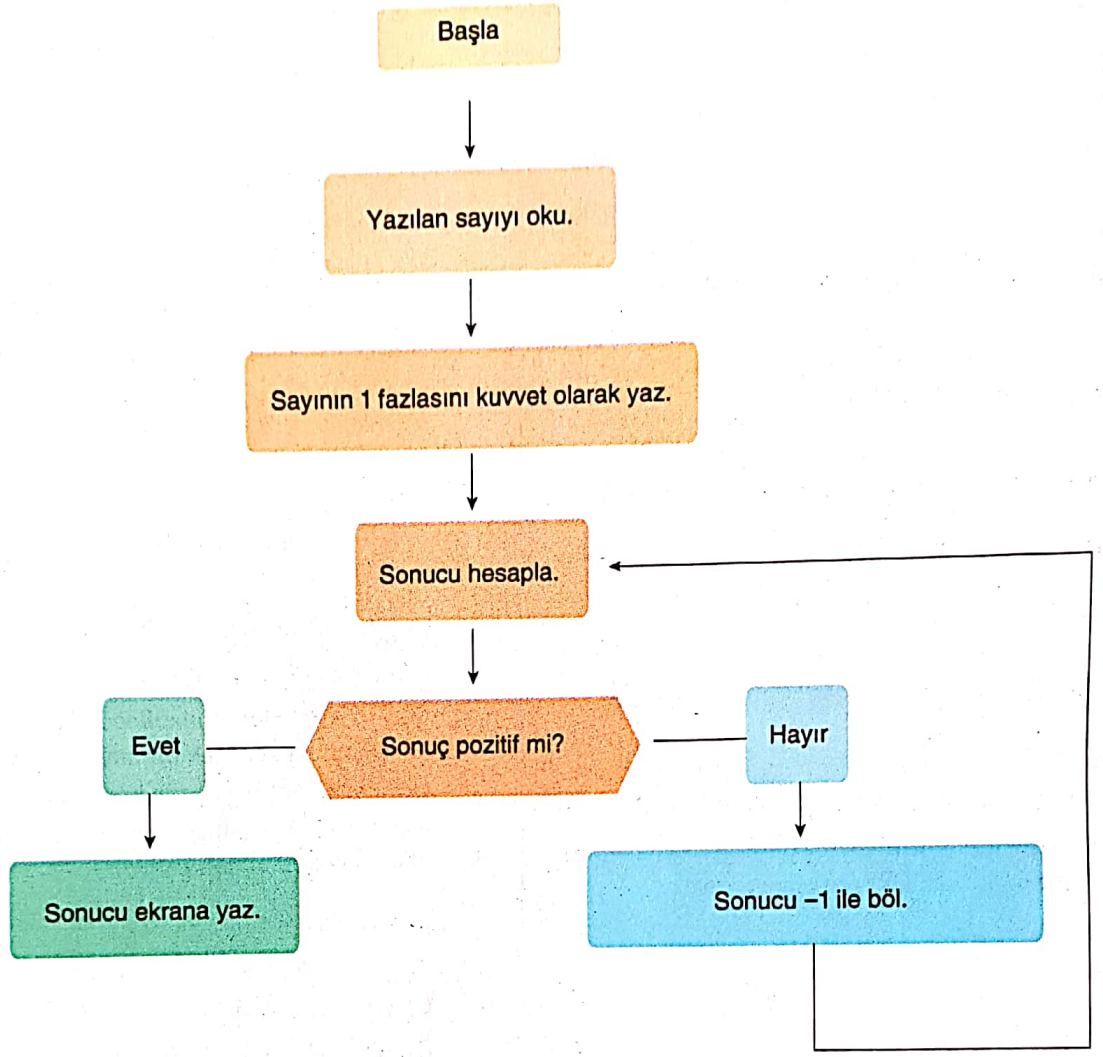 Başla
Yazılan sayıyı oku.
Sayının 1 fazlasını kuvvet olarak yaz.
Sonucu hesapla.
Evet
Sonuç pozitif mi?
Hayır
Sonucu ekrana yaz.
Sonucu –1 ile böl.